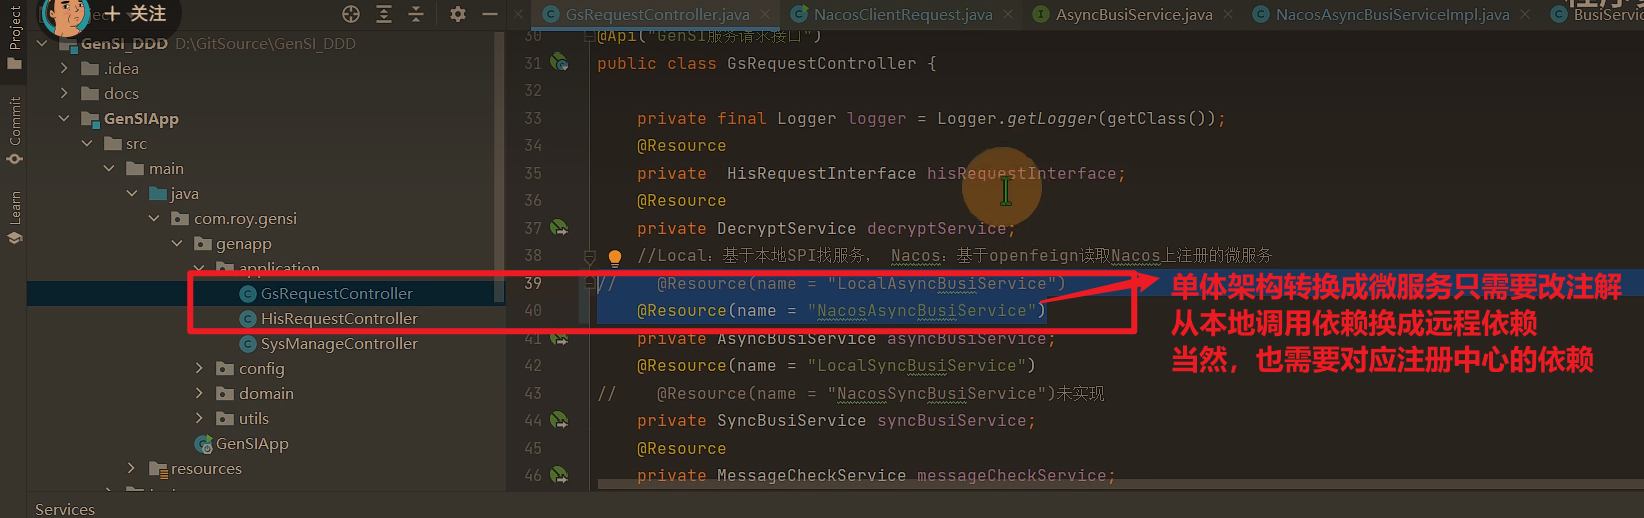 + 关注
Project
Commit
Learn
GenSI_DDD D:\GitSource\GenSI_DDD
.idea
docs
GenSIApp
src
main
java
com.roy.gensi
genapp
application
GsRequestController
HisRequestController
SysManageController
config
domain
utils
GenSIApp
resources
Services
GsRequestController.java
NacosClientRequest.java
AsyncBusiService.java
NacosAsyncBusiServiceImpl.java
BusiServi
30 @Api("GenSI服务请求接口")
31 public class GsRequestController {
32
33 private final Logger logger = Logger.getLogger(getClass());
34 @Resource
35 private HisRequestInterface hisRequestInterface;
36 @Resource
37 private DecryptService decryptService;
38 //Local：基于本地SPI找服务， Nacos：基于openfeign读取Nacos上注册的微服务
39 // @Resource(name = "LocalAsyncBusiService")
40 @Resource(name = "NacosAsyncBusiService")
41 private AsyncBusiService asyncBusiService;
42 @Resource(name = "LocalSyncBusiService")
43 // @Resource(name = "NacosSyncBusiService")未实现
44 private SyncBusiService syncBusiService;
45 @Resource
46 private MessageCheckService messageCheckService;
单体架构转换成微服务只需要改注解
从本地调用依赖换成远程依赖
当然，也需要对应注册中心的依赖